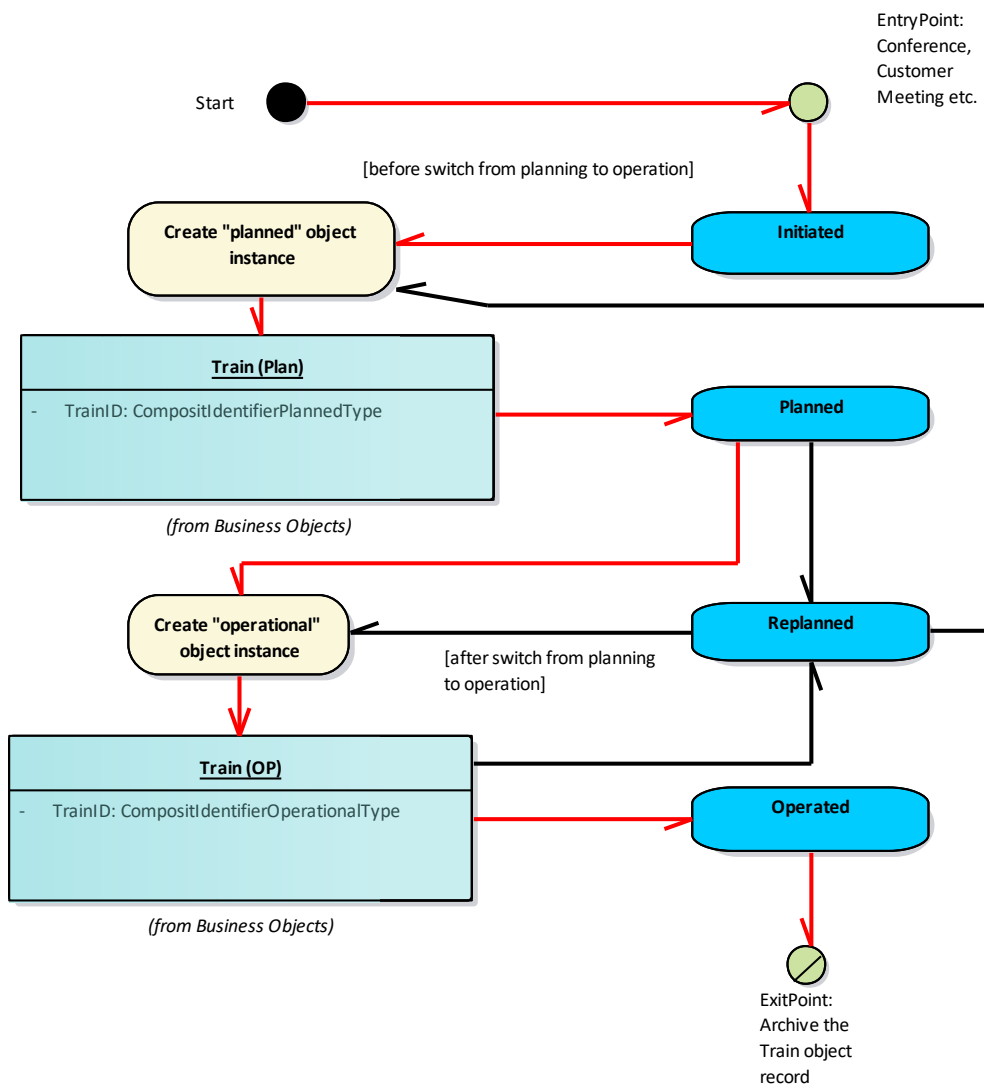 EntryPoint:
Conference,
Customer
Meeting etc.
Start
[before switch from planning to operation]
Create "planned" object
instance
Initiated
Train (Plan)
- TrainID: CompositIdentifierPlannedType
Planned
(from Business Objects)
Create "operational"
object instance
Replanned
[after switch from planning
to operation]
Train (OP)
- TrainID: CompositIdentifierOperationalType
Operated
(from Business Objects)
ExitPoint:
Archive the
Train object
record